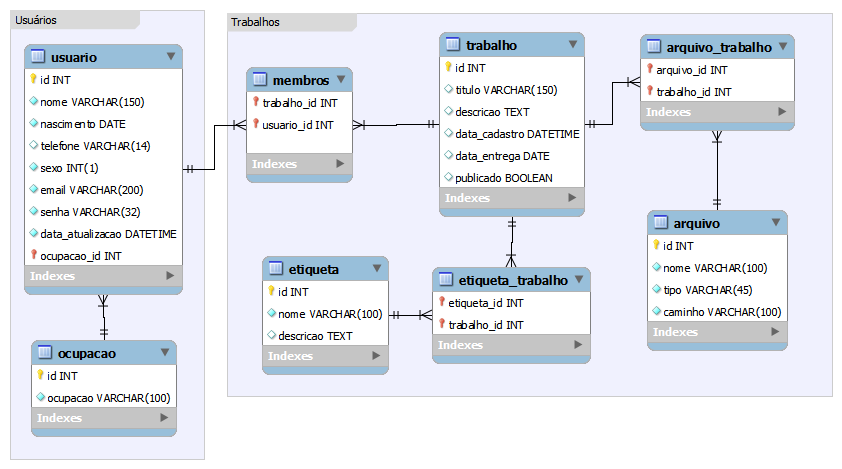 Usuários
usuario
id INT
nome VARCHAR(150)
nascimento DATE
telefone VARCHAR(14)
sexo INT(1)
email VARCHAR(200)
senha VARCHAR(32)
data_atualizacao DATETIME
ocupacao_id INT
Indexes
ocupacao
id INT
ocupacao VARCHAR(100)
Indexes
Trabalhos
membros
trabalho_id INT
usuario_id INT
Indexes
trabalho
id INT
titulo VARCHAR(150)
descricao TEXT
data_cadastro DATETIME
data_entrega DATE
publicado BOOLEAN
Indexes
arquivo_trabalho
arquivo_id INT
trabalho_id INT
Indexes
etiqueta
id INT
nome VARCHAR(100)
descricao TEXT
Indexes
etiqueta_trabalho
etiqueta_id INT
trabalho_id INT
Indexes
arquivo
id INT
nome VARCHAR(100)
tipo VARCHAR(45)
caminho VARCHAR(100)
Indexes